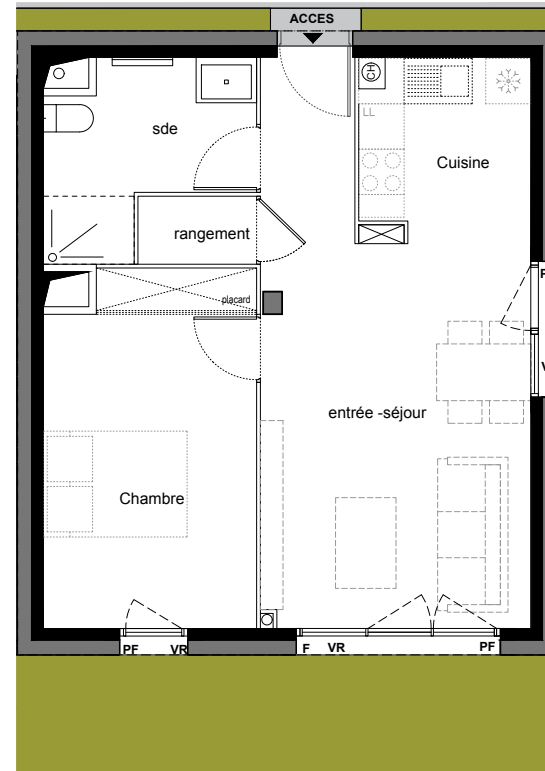 ACCES
CH
sde
LL
Cuisine
rangement
placard
P
V
entrée -séjour
Chambre
PF VR
F VR PF